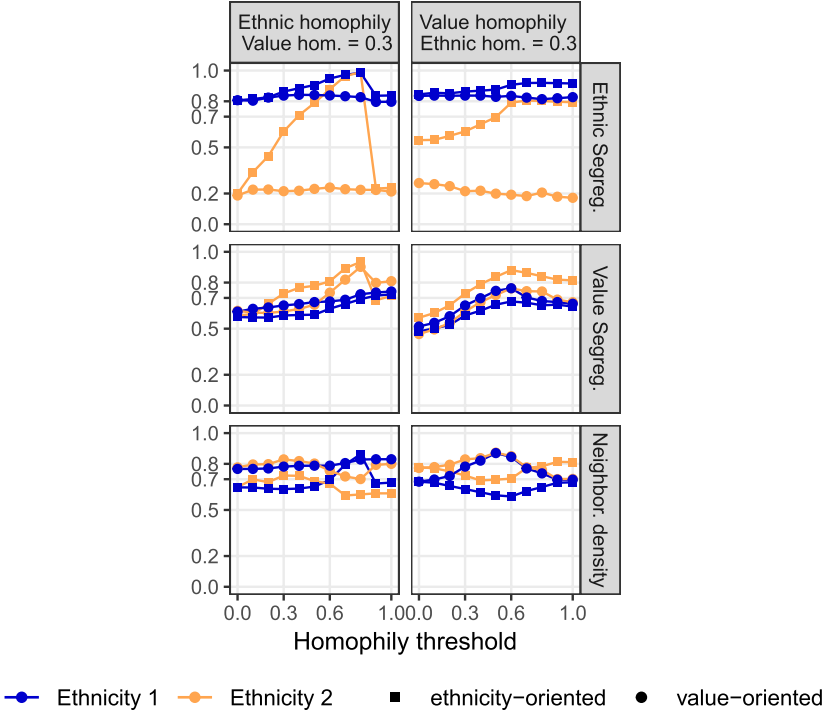 Ethnic homophily
Value hom. = 0.3
Value homophily
Ethnic hom. = 0.3
1.0
0.8
0.7
0.5
0.2
0.0
Ethnic Segreg.
1.0
0.8
0.7
0.5
0.2
0.0
Value Segreg.
1.0
0.8
0.7
0.5
0.2
0.0
Neighbor. density
0.0 0.3 0.6 1.0 0.0 0.3 0.6 1.0
Homophily threshold
Ethnicity 1 Ethnicity 2 ethnicity−oriented value−oriented